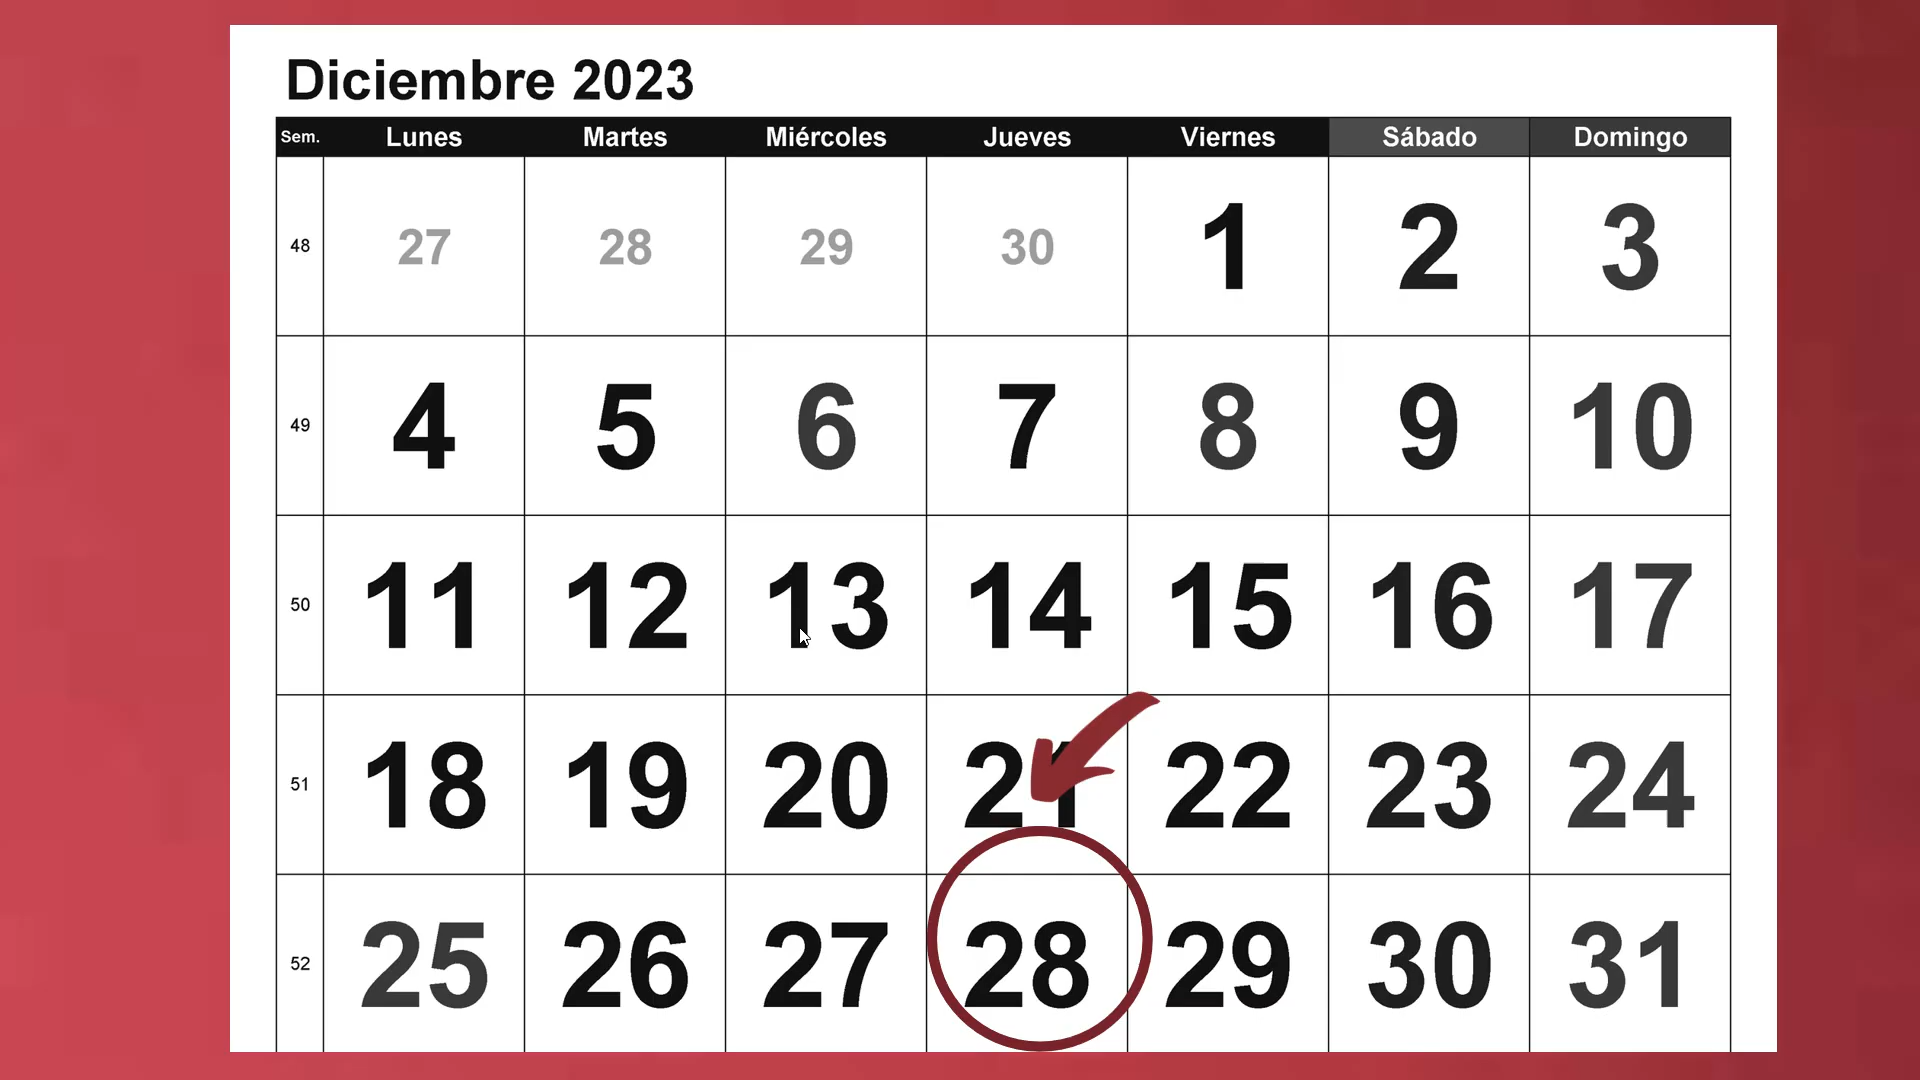 Diciembre 2023
Sem. Lunes Martes Miércoles Jueves Viernes Sábado Domingo
48 27 28 29 30 1 2 3
49 4 5 6 7 8 9 10
50 11 12 13 14 15 16 17
51 18 19 20 21 22 23 24
52 25 26 27 28 29 30 31